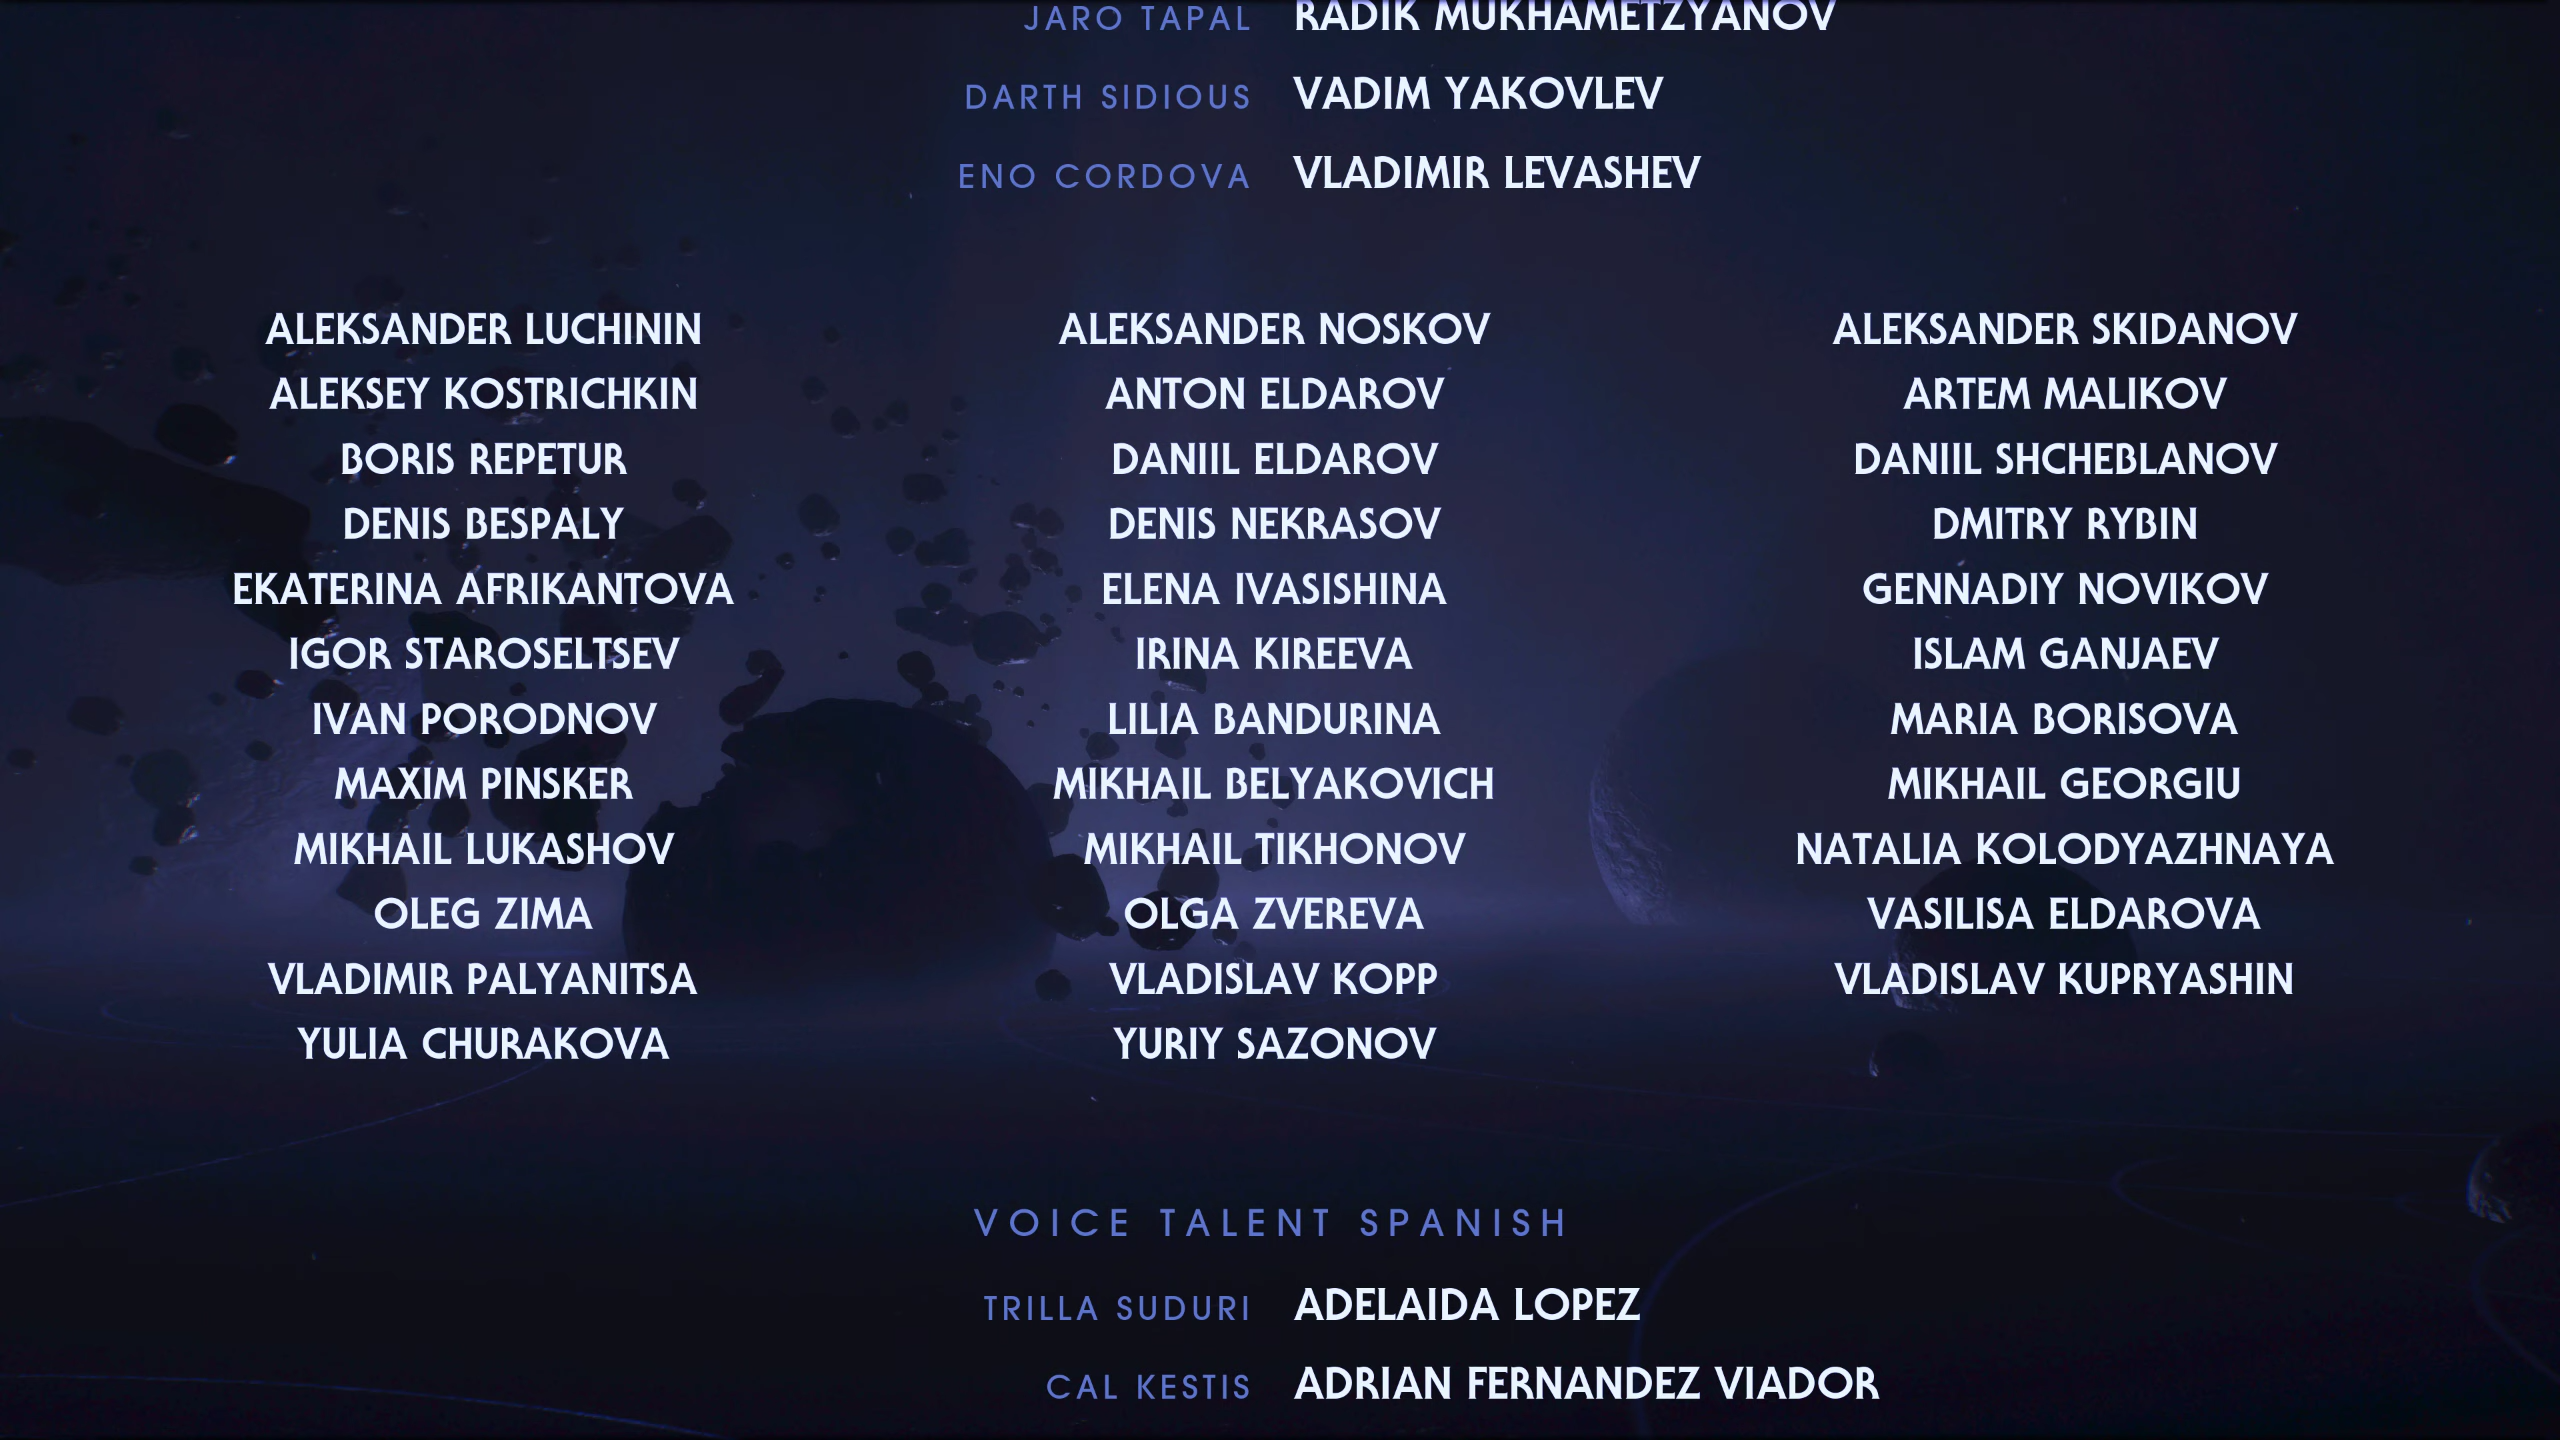 JARO TAPAL RADIK MUKHAMETZYANOV
DARTH SIDIOUS VADIM YAKOVLEV
ENO CORDOVA VLADIMIR LEVASHEV
ALEKSANDER LUCHININ ALEKSANDER NOSKOV ALEKSANDER SKIDANOV
ALEKSEY KOSTRICHKIN ANTON ELDAROV ARTEM MALIKOV
BORIS REPETUR DANIIL ELDAROV DANIIL SHCHEBLANOV
DENIS BESPALY DENIS NEKRASOV DMITRY RYBIN
EKATERINA AFRIKANTOVA ELENA IVASISHINA GENNADIY NOVIKOV
IGOR STAROSELTSEV IRINA KIREEVA ISLAM GANJAEV
IVAN PORODNOV LILIA BANDURINA MARIA BORISOVA
MAXIM PINSKER MIKHAIL BELYAKOVICH MIKHAIL GEORGIU
MIKHAIL LUKASHOV MIKHAIL TIKHONOV NATALIA KOLODYAZHNAYA
OLEG ZIMA OLGA ZVEREVA VASILISA ELDAROVA
VLADIMIR PALYANITSA VLADISLAV KOPP VLADISLAV KUPRYASHIN
YULIA CHURAKOVA YURIY SAZONOV
VOICE TALENT SPANISH
TRILLA SUDURI ADELAIDA LOPEZ
CAL KESTIS ADRIAN FERNANDEZ VIADOR